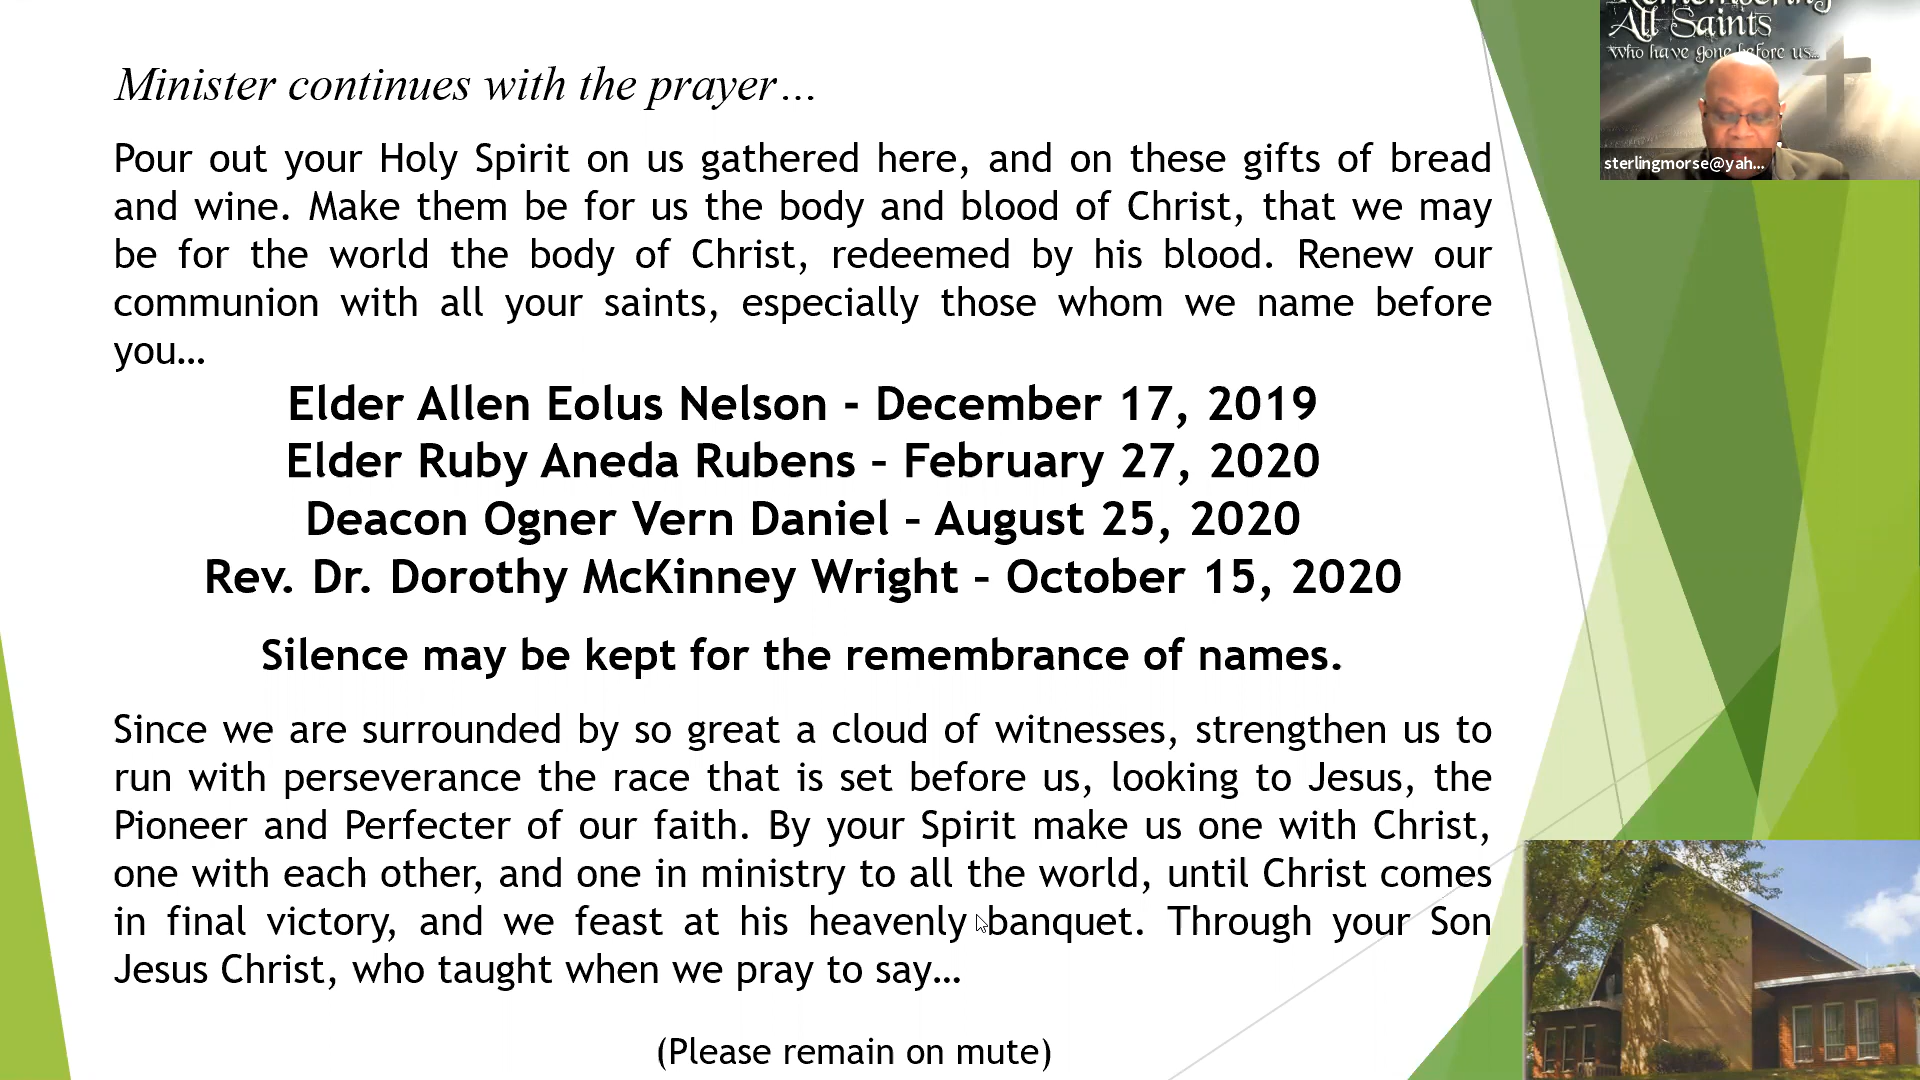 Minister continues with the prayer…
Pour out your Holy Spirit on us gathered here, and on these gifts of bread
and wine. Make them be for us the body and blood of Christ, that we may
be for the world the body of Christ, redeemed by his blood. Renew our
communion with all your saints, especially those whom we name before
you…
Elder Allen Eolus Nelson - December 17, 2019
Elder Ruby Aneda Rubens – February 27, 2020
Deacon Ogner Vern Daniel – August 25, 2020
Rev. Dr. Dorothy McKinney Wright – October 15, 2020
Silence may be kept for the remembrance of names.
Since we are surrounded by so great a cloud of witnesses, strengthen us to
run with perseverance the race that is set before us, looking to Jesus, the
Pioneer and Perfecter of our faith. By your Spirit make us one with Christ,
one with each other, and one in ministry to all the world, until Christ comes
in final victory, and we feast at his heavenly banquet. Through your Son
Jesus Christ, who taught when we pray to say…
(Please remain on mute)
Remembering
All Saints
Who have gone before us...
sterlingmorse@yah...